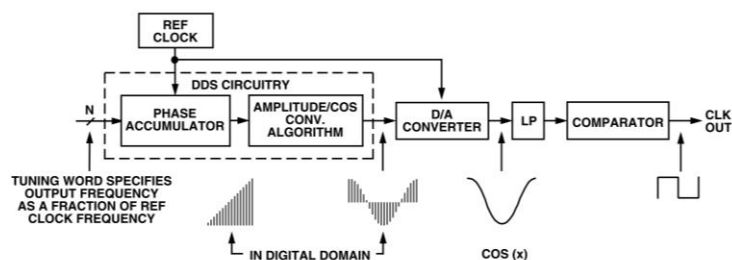 REF
CLOCK
DDS CIRCUITRY
N
PHASE
ACCUMULATOR
AMPLITUDE/COS
CONV.
ALGORITHM
D/A
CONVERTER
LP
COMPARATOR
CLK
OUT
TUNING WORD SPECIFIES
OUTPUT FREQUENCY
AS A FRACTION OF REF
CLOCK FREQUENCY
IN DIGITAL DOMAIN
COS (x)